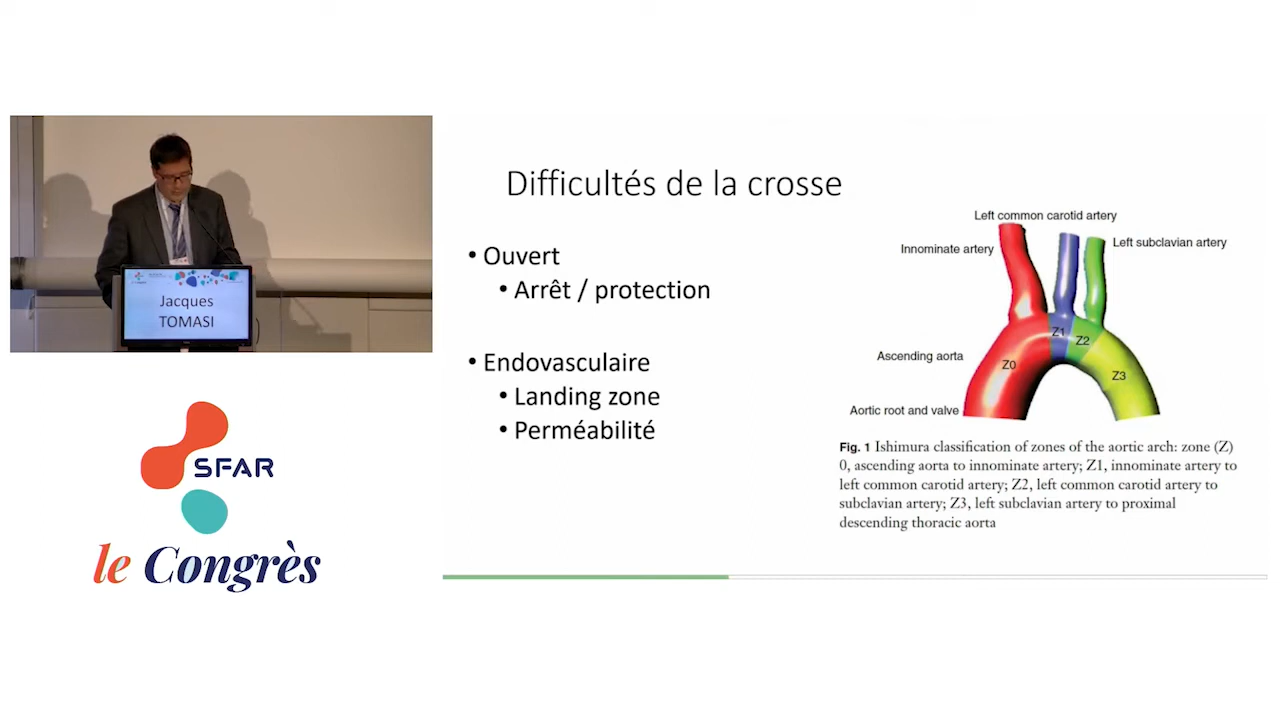 Jacques
TOMASI
SFAR
le Congrès
Difficultés de la crosse
• Ouvert
• Arrêt / protection
• Endovasculaire
• Landing zone
• Perméabilité
Left common carotid artery
Innominate artery
Left subclavian artery
Ascending aorta
Aortic root and valve
Z0
Z1
Z2
Z3
Fig. 1 Ishimura classification of zones of the aortic arch: zone (Z)
0, ascending aorta to innominate artery; Z1, innominate artery to
left common carotid artery; Z2, left common carotid artery to
subclavian artery; Z3, left subclavian artery to proximal
descending thoracic aorta